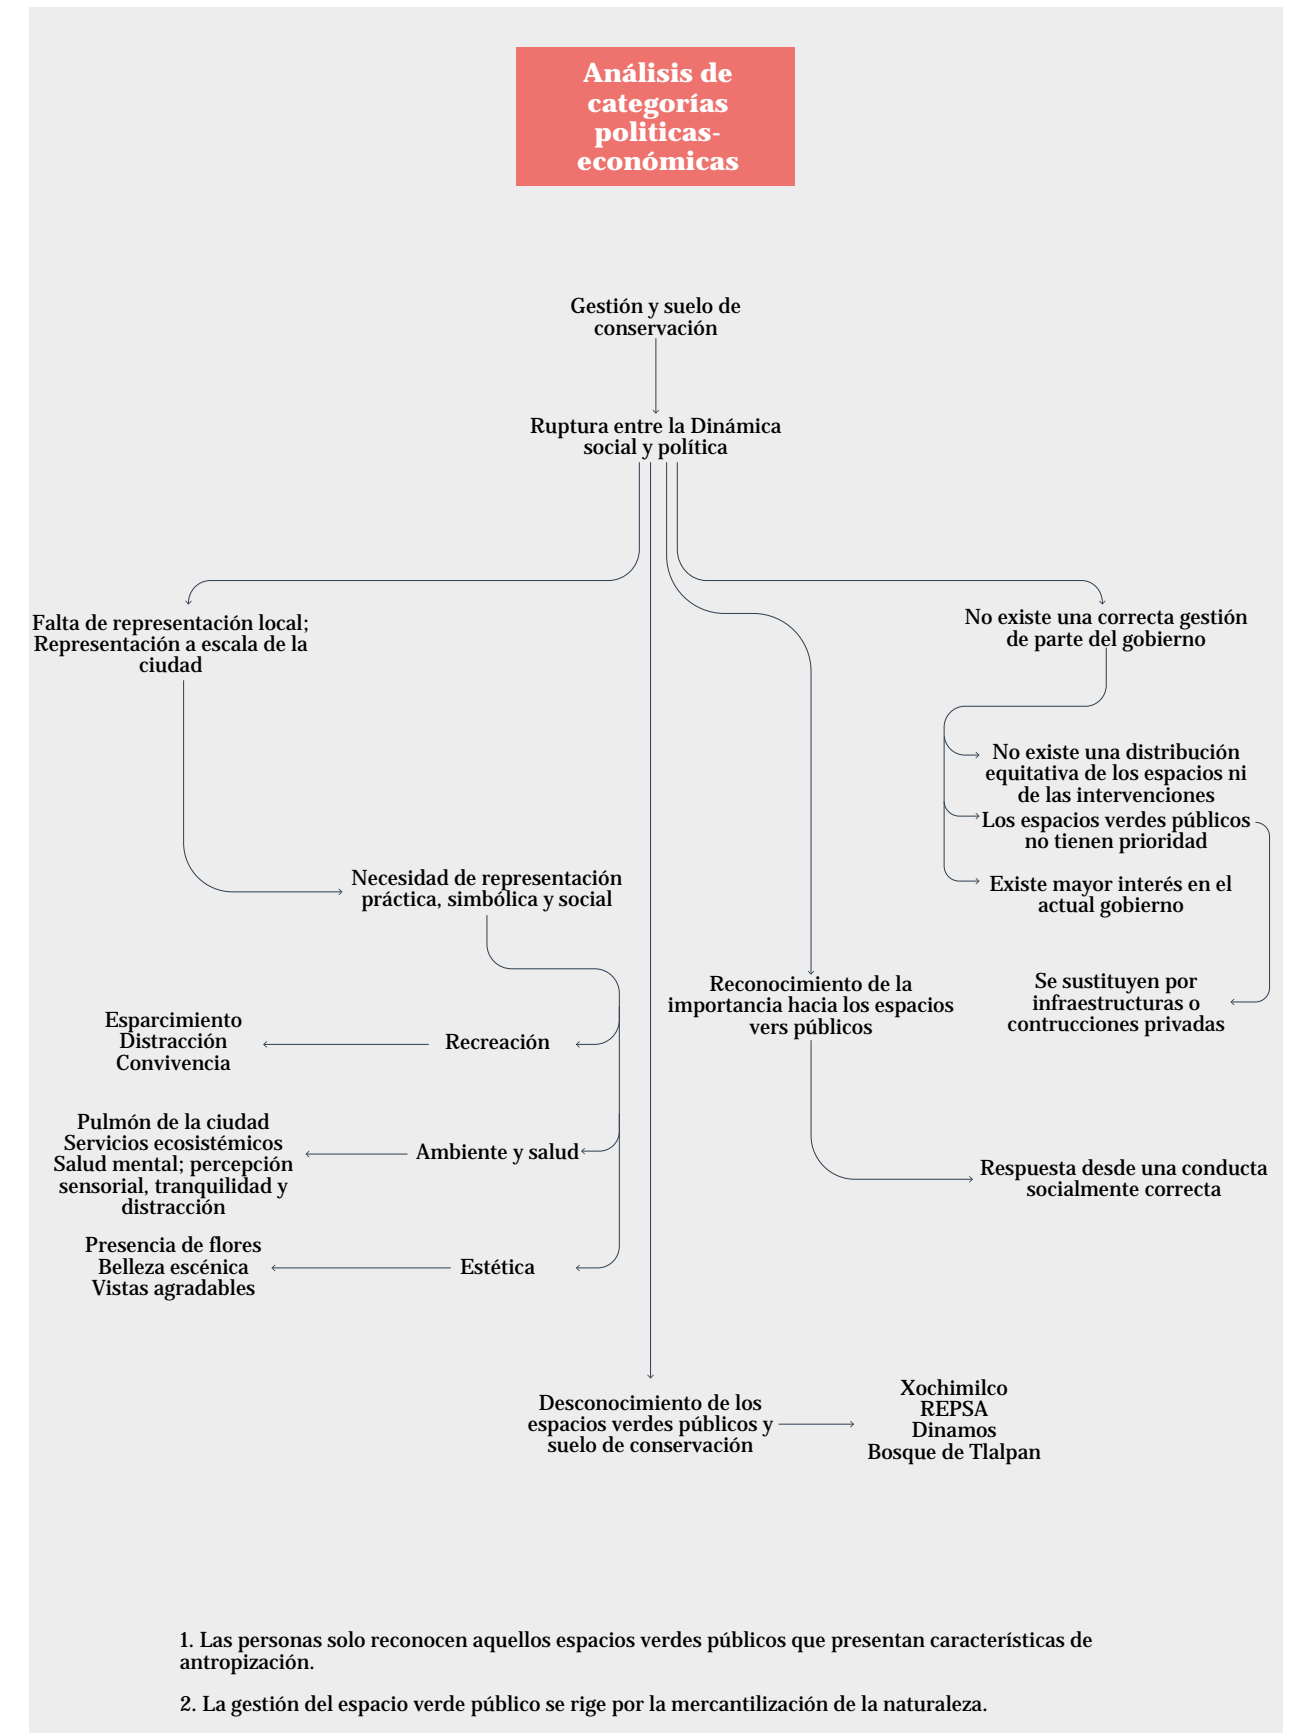 Análisis de
categorías
politicas-
económicas
Gestión y suelo de
conservación
Ruptura entre la Dinámica
social y política
Falta de representación local;
Representación a escala de la
ciudad
No existe una correcta gestión
de parte del gobierno
No existe una distribución
equitativa de los espacios ni
de las intervenciones
Los espacios verdes públicos
no tienen prioridad
Existe mayor interés en el
actual gobierno
Se sustituyen por
infraestructuras o
contrucciones privadas
Necesidad de representación
práctica, simbólica y social
Reconocimiento de la
importancia hacia los espacios
vers públicos
Esparcimiento
Distracción
Convivencia
Recreación
Pulmón de la ciudad
Servicios ecosistémicos
Salud mental; percepción
sensorial, tranquilidad y
distracción
Ambiente y salud
Respuesta desde una conducta
socialmente correcta
Presencia de flores
Belleza escénica
Vistas agradables
Estética
Desconocimiento de los
espacios verdes públicos y
suelo de conservación
Xochimilco
REPSA
Dinamos
Bosque de Tlalpan
1. Las personas solo reconocen aquellos espacios verdes públicos que presentan características de
antropización.
2. La gestión del espacio verde público se rige por la mercantilización de la naturaleza.